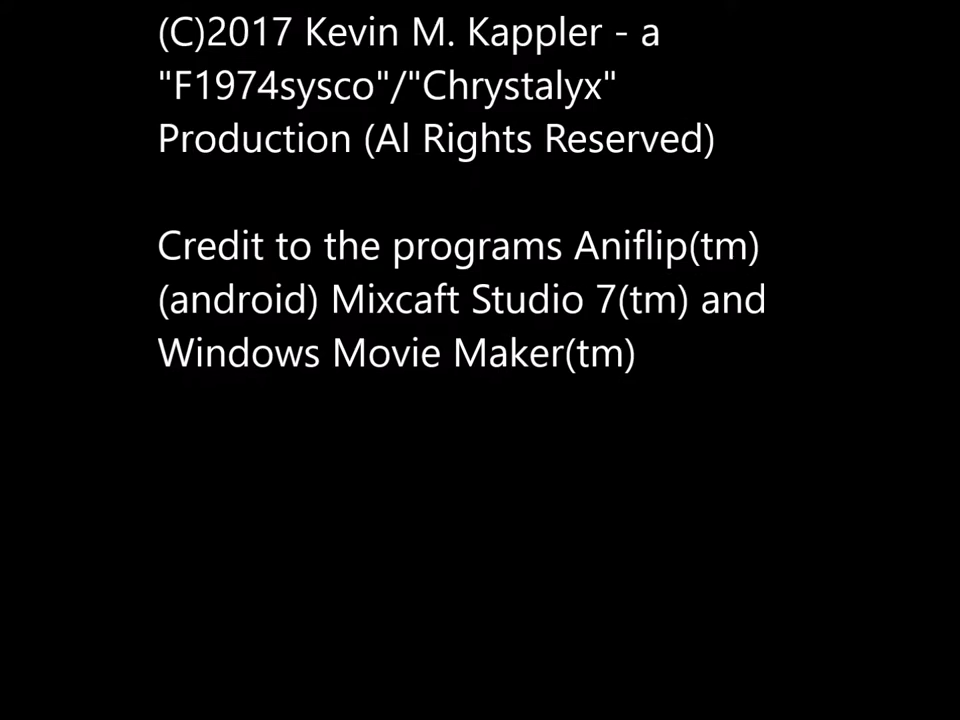 (C)2017 Kevin M. Kappler - a
"F1974sysco"/"Chrystalyx"
Production (Al Rights Reserved)
Credit to the programs Aniflip(tm)
(android) Mixcaft Studio 7(tm) and
Windows Movie Maker(tm)